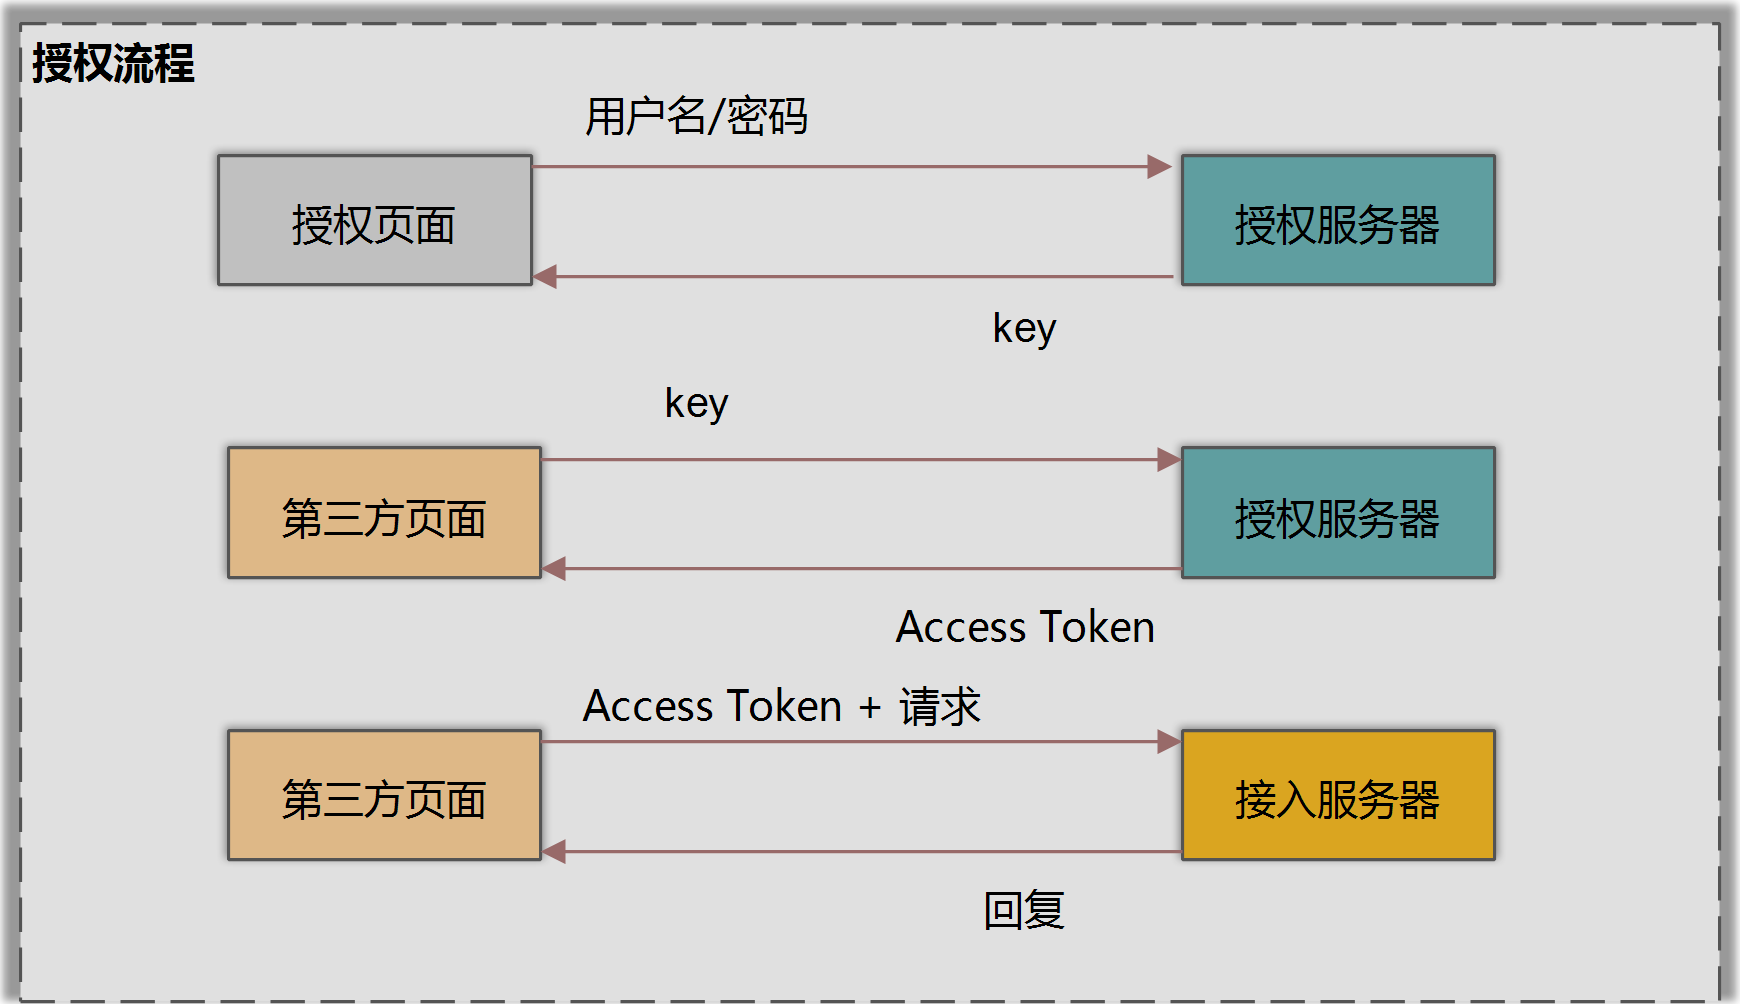 授权流程
用户名/密码
授权页面
授权服务器
key
key
第三方页面
授权服务器
Access Token
Access Token + 请求
第三方页面
接入服务器
回复